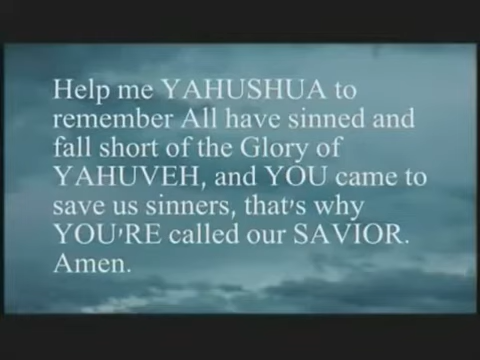 Help me YAHUSHUA to
remember All have sinned and
fall short of the Glory of
YAHUVEH, and YOU came to
save us sinners, that's why
YOU'RE called our SAVIOR.
Amen.